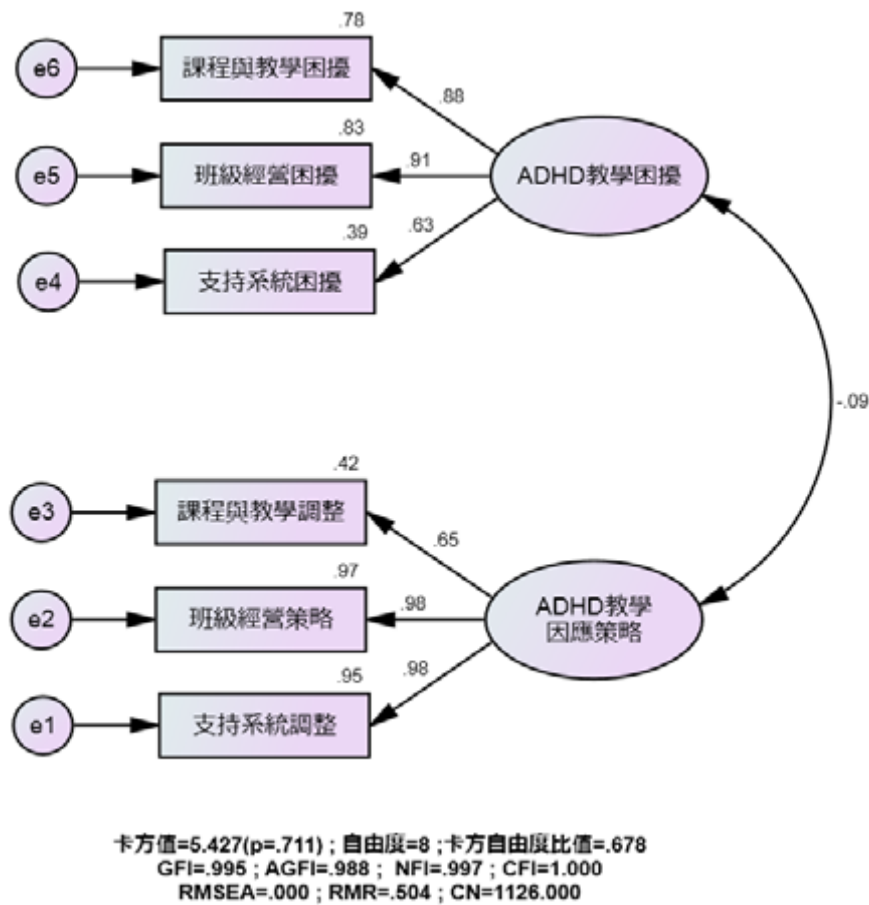 .78
e6
課程與教學困擾
.88
.83
e5
班級經營困擾
.91
ADHD教學困擾
.63
.39
e4
支持系統困擾
-.09
.42
e3
課程與教學調整
.65
.97
e2
班級經營策略
.98
ADHD教學
因應策略
.98
.95
e1
支持系統調整
卡方值=5.427(p=.711) ; 自由度=8 ;卡方自由度比值=.678
GFI=.995 ; AGFI=.988 ; NFI=.997 ; CFI=1.000
RMSEA=.000 ; RMR=.504 ; CN=1126.000